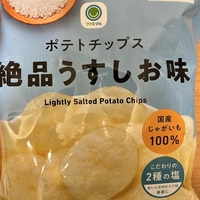 ファミマル
ポテトチップス
絶品うすしお味
Lightly Salted Potato Chips
国産
じゃがいも
100%
こだわりの
2種の塩